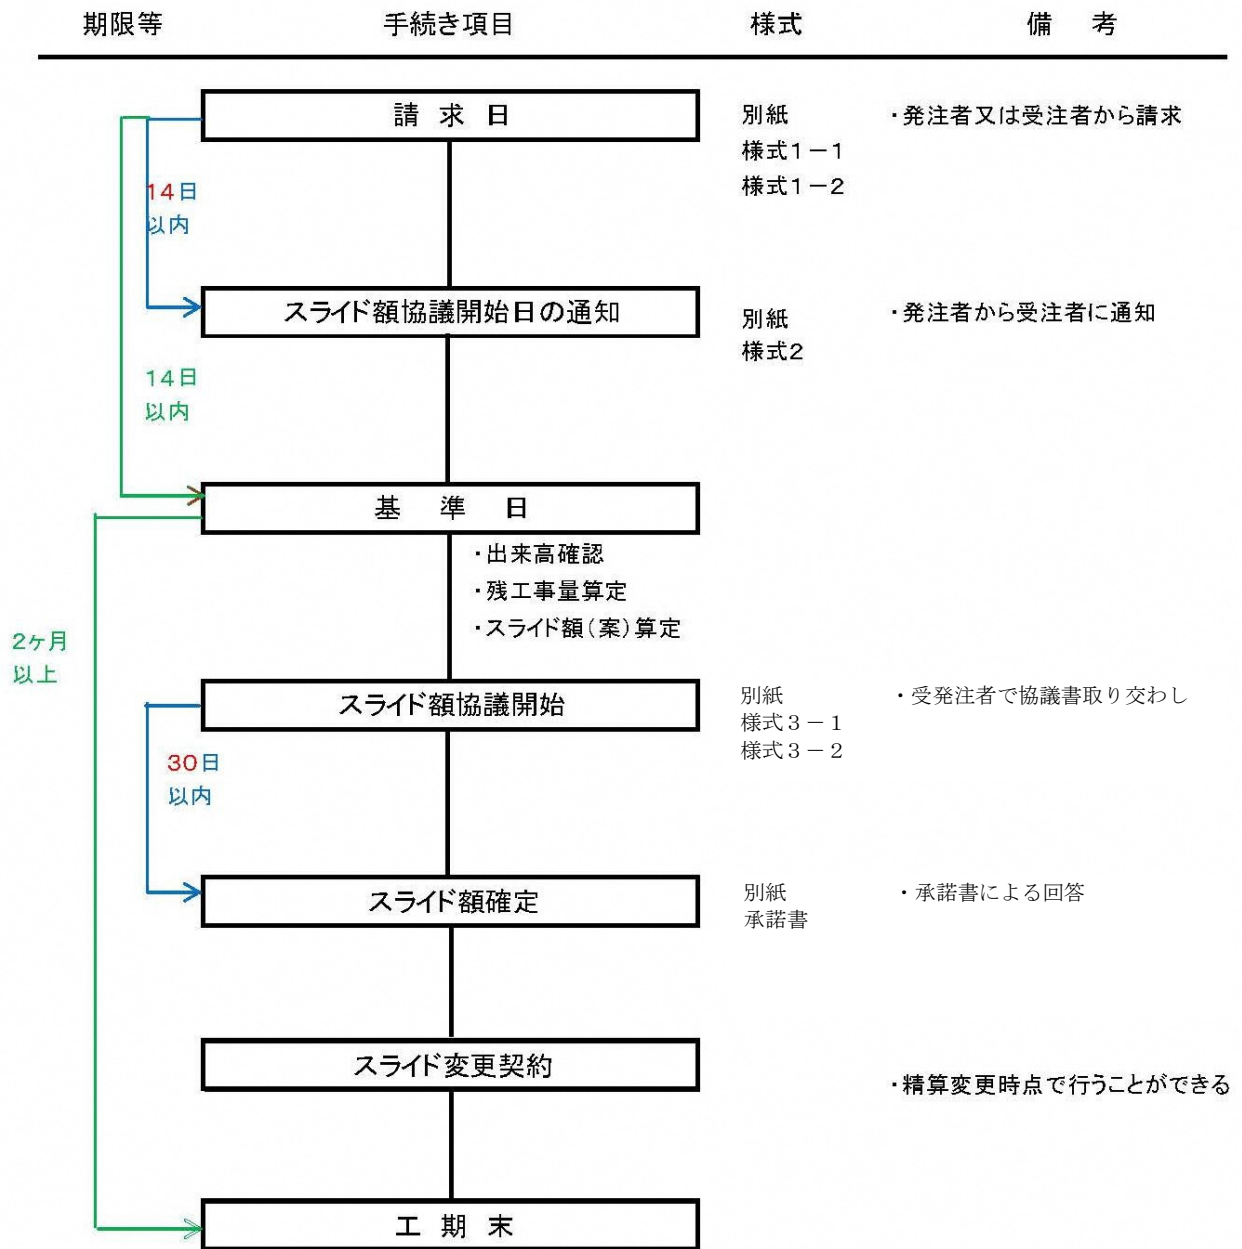 期限等 手続き項目 様式 備 考
請 求 日 別紙 ・発注者又は受注者から請求
様式1-1
様式1-2
14日
以内
スライド額協議開始日の通知 別紙 ・発注者から受注者に通知
様式2
14日
以内
基 準 日
・出来高確認
・残工事量算定
・スライド額(案)算定
2ヶ月
以上
スライド額協議開始 別紙 ・受発注者で協議書取り交わし
様式3-1
様式3-2
30日
以内
スライド額確定 別紙 ・承諾書による回答
承諾書
スライド変更契約
・精算変更時点で行うことができる
工 期 末